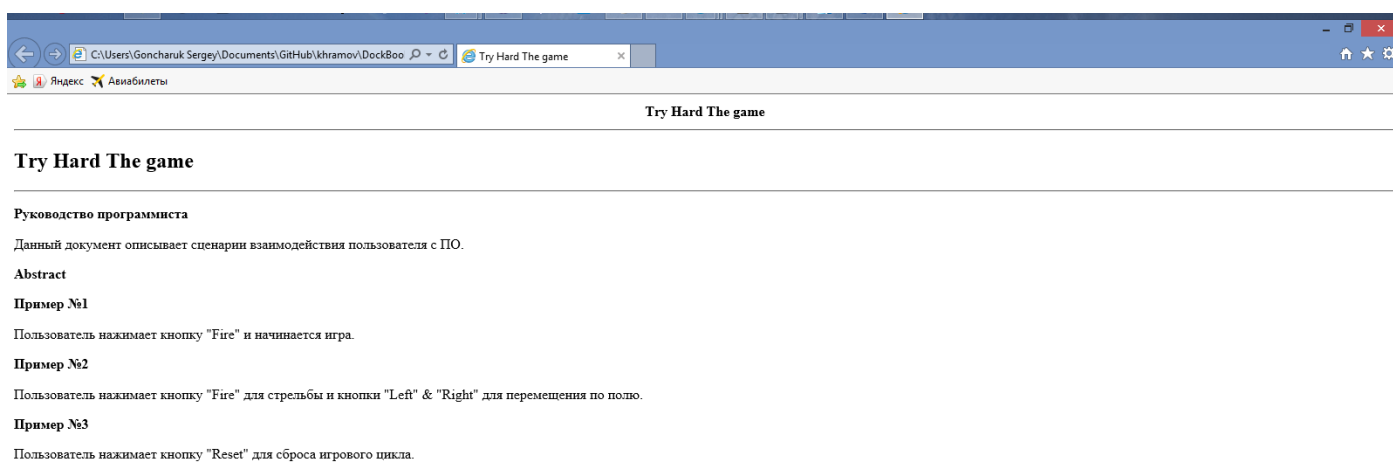 C:\Users\Goncharuk Sergey\Documents\GitHub\khramov\DockBoo
Try Hard The game
Яндекс Авиабилеты
Try Hard The game
Try Hard The game
Руководство программиста
Данный документ описывает сценарии взаимодействия пользователя с ПО.
Abstract
Пример №1
Пользователь нажимает кнопку "Fire" и начинается игра.
Пример №2
Пользователь нажимает кнопку "Fire" для стрельбы и кнопки "Left" & "Right" для перемещения по полю.
Пример №3
Пользователь нажимает кнопку "Reset" для сброса игрового цикла.